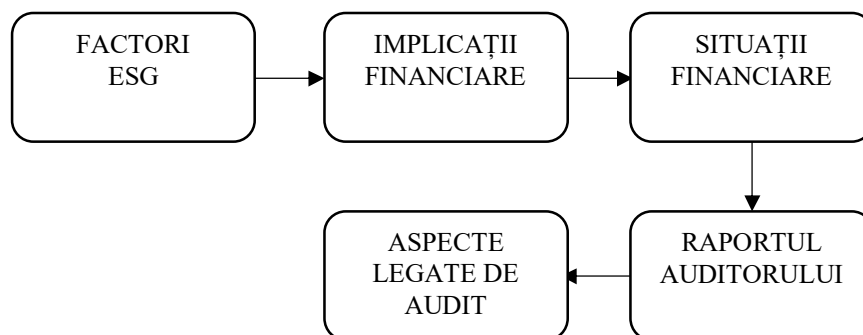 FACTORI
ESG
IMPLICAȚII
FINANCIARE
SITUAȚII
FINANCIARE
ASPECTE
LEGATE DE
AUDIT
RAPORTUL
AUDITORULUI